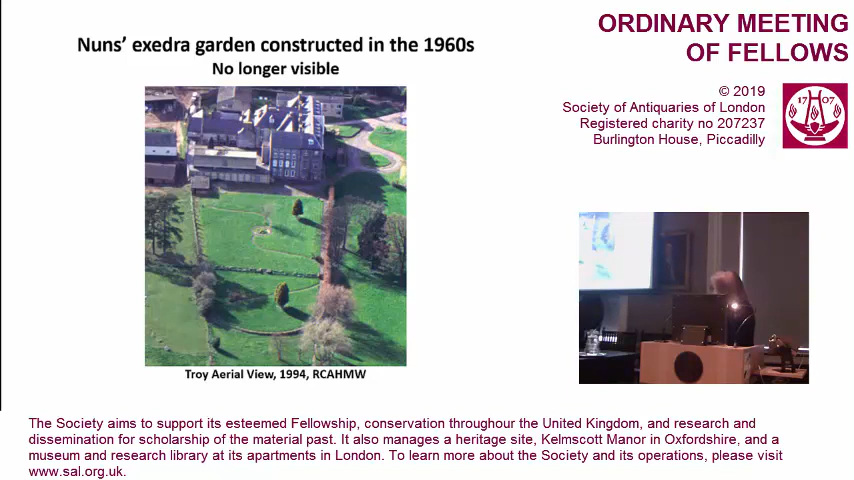 Nuns' exedra garden constructed in the 1960s
No longer visible
Troy Aerial View, 1994, RCAHMW
ORDINARY MEETING
OF FELLOWS
© 2019
Society of Antiquaries of London
Registered charity no 207237
Burlington House, Piccadilly
17 07
The Society aims to support its esteemed Fellowship, conservation throughour the United Kingdom, and research and
dissemination for scholarship of the material past. It also manages a heritage site, Kelmscott Manor in Oxfordshire, and a
museum and research library at its apartments in London. To learn more about the Society and its operations, please visit
www.sal.org.uk.